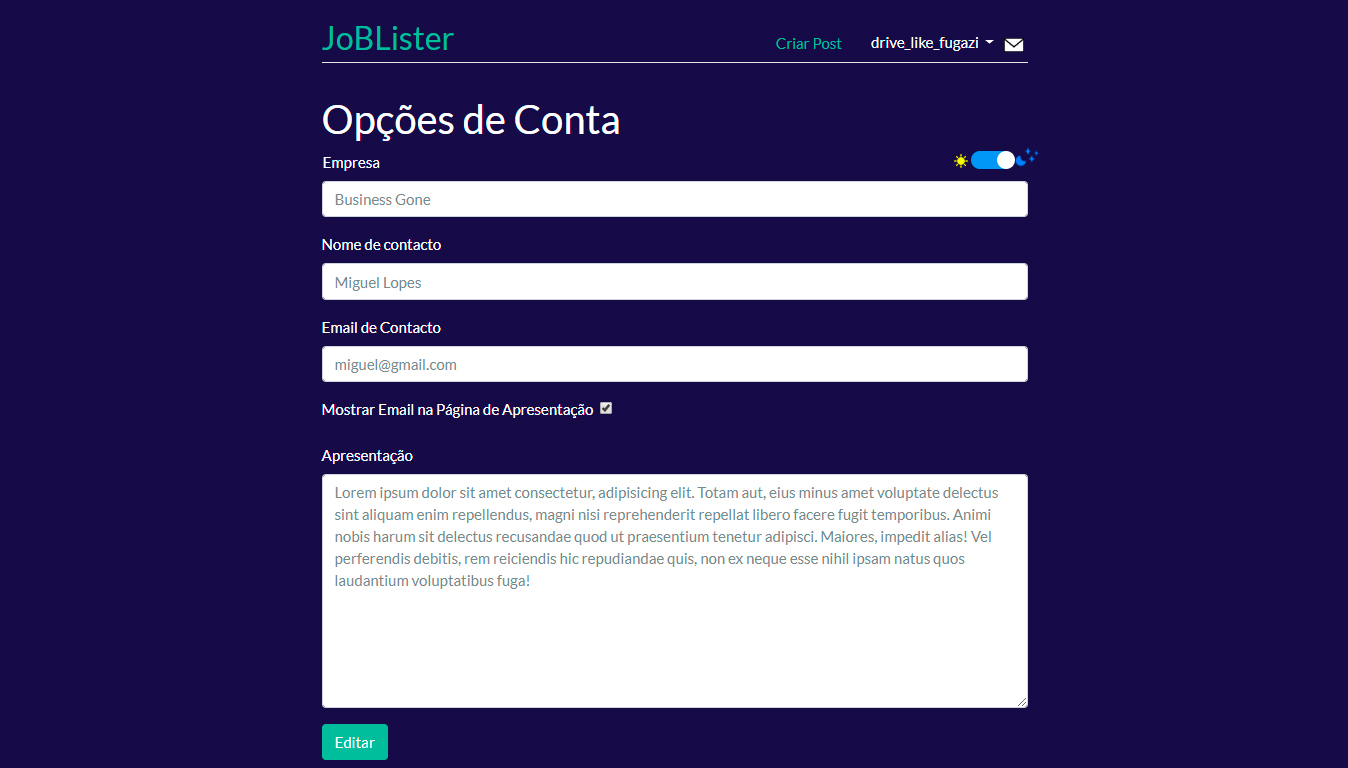 JoBLister
Criar Post
drive_like_fugazi
Opções de Conta
Empresa
Business Gone
Nome de contacto
Miguel Lopes
Email de Contacto
miguel@gmail.com
Mostrar Email na Página de Apresentação
Apresentação
Lorem ipsum dolor sit amet consectetur, adipisicing elit. Totam aut, eius minus amet voluptate delectus
sint aliquam enim repellendus, magni nisi reprehenderit repellat libero facere fugit temporibus. Animi
nobis harum sit delectus recusandae quod ut praesentium tenetur adipisci. Maiores, impedit alias! Vel
perferendis debitis, rem reiciendis hic repudiandae quis, non ex neque esse nihil ipsam natus quos
laudantium voluptatibus fuga!
Editar